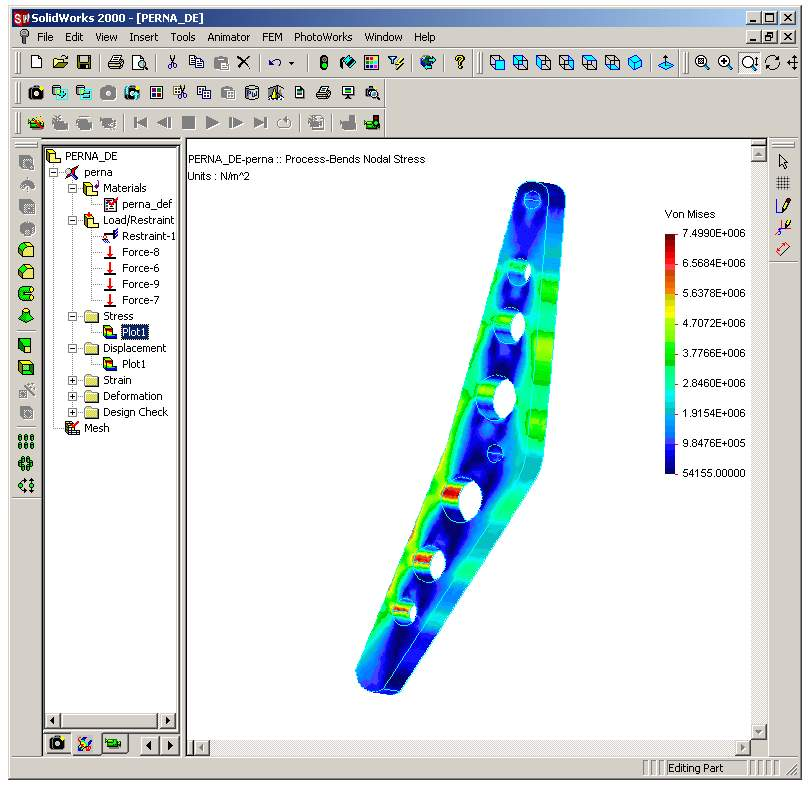 SolidWorks 2000 - [PERNA_DE]
File Edit View Insert Tools Animator FEM PhotoWorks Window Help
PERNA_DE
perna
Materials
perna_def
Load/Restraint
Restraint-1
Force-8
Force-6
Force-9
Force-7
Stress
Plot1
Displacement
Plot1
Strain
Deformation
Design Check
Mesh
PERNA_DE-perna :: Process-Bends Nodal Stress
Units : N/m^2
Von Mises
7.4990E+006
6.5684E+006
5.6378E+006
4.7072E+006
3.7766E+006
2.8460E+006
1.9154E+006
9.8476E+005
54155.00000
Editing Part